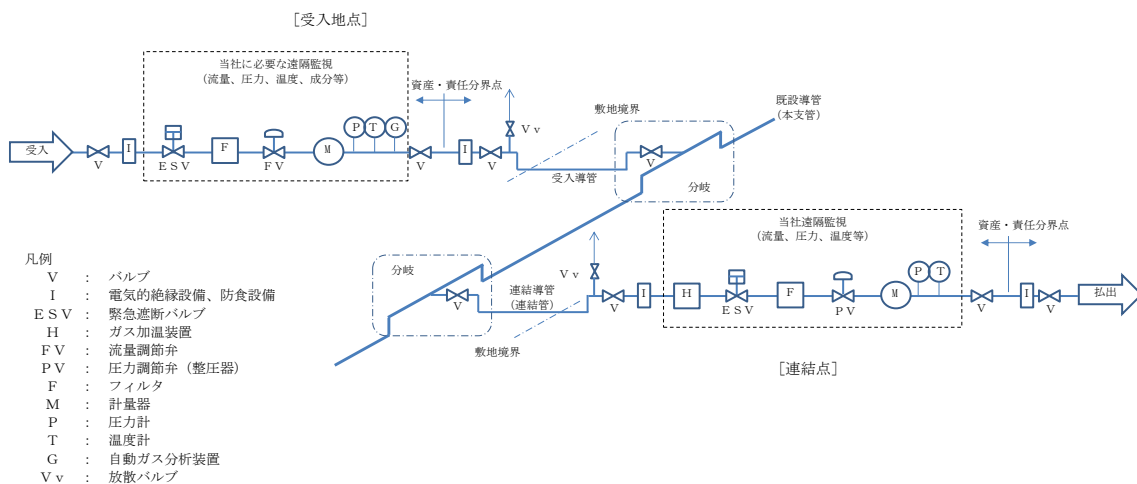 ［受入地点］
当社に必要な遠隔監視
（流量、圧力、温度、成分等）
資産・責任分界点
敷地境界
既設導管
（本支管）
受入
V
I
ESV
F
FV
M
P
T
G
V
I
V
Vv
受入導管
V
分岐
当社遠隔監視
（流量、圧力、温度等）
資産・責任分界点
分岐
V
連結導管
（連結管）
敷地境界
Vv
V
I
H
ESV
F
PV
M
P
T
V
I
V
払出
［連結点］
凡例
V ： バルブ
I ： 電気的絶縁設備、防食設備
ESV ： 緊急遮断バルブ
H ： ガス加温装置
FV ： 流量調節弁
PV ： 圧力調節弁（整圧器）
F ： フィルタ
M ： 計量器
P ： 圧力計
T ： 温度計
G ： 自動ガス分析装置
Vv ： 放散バルブ